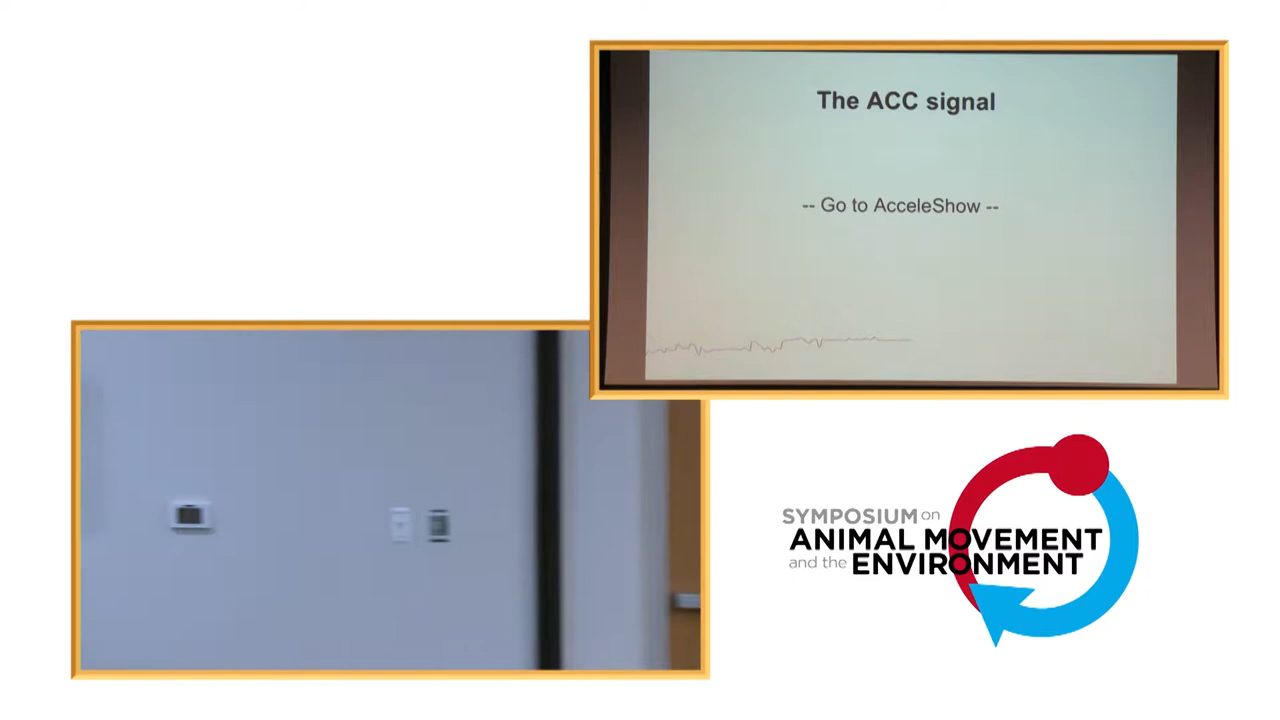 The ACC signal
-- Go to AcceleShow --
SYMPOSIUM on
ANIMAL MOVEMENT
and the ENVIRONMENT